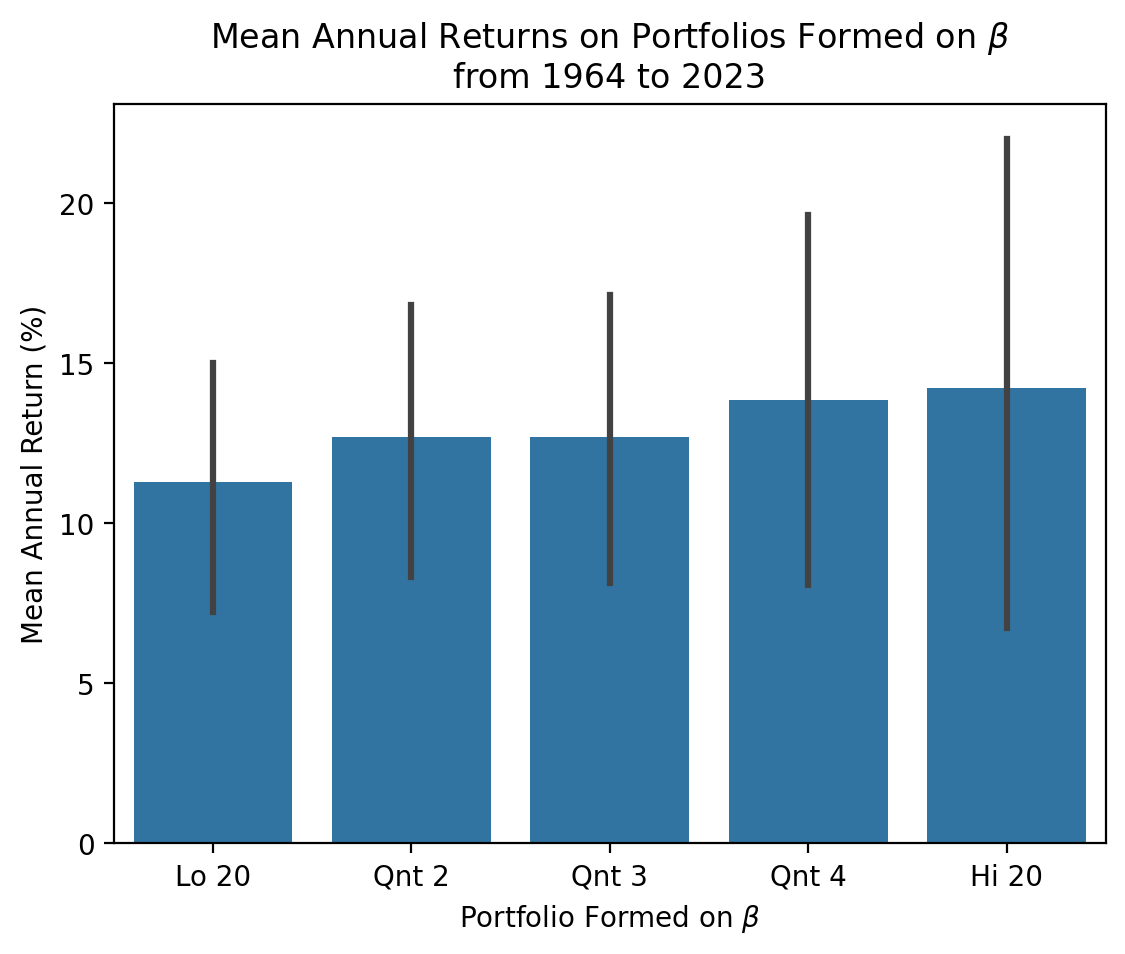 Mean Annual Returns on Portfolios Formed on β
from 1964 to 2023
Mean Annual Return (%)
20
15
10
5
0
Lo 20 Qnt 2 Qnt 3 Qnt 4 Hi 20
Portfolio Formed on β